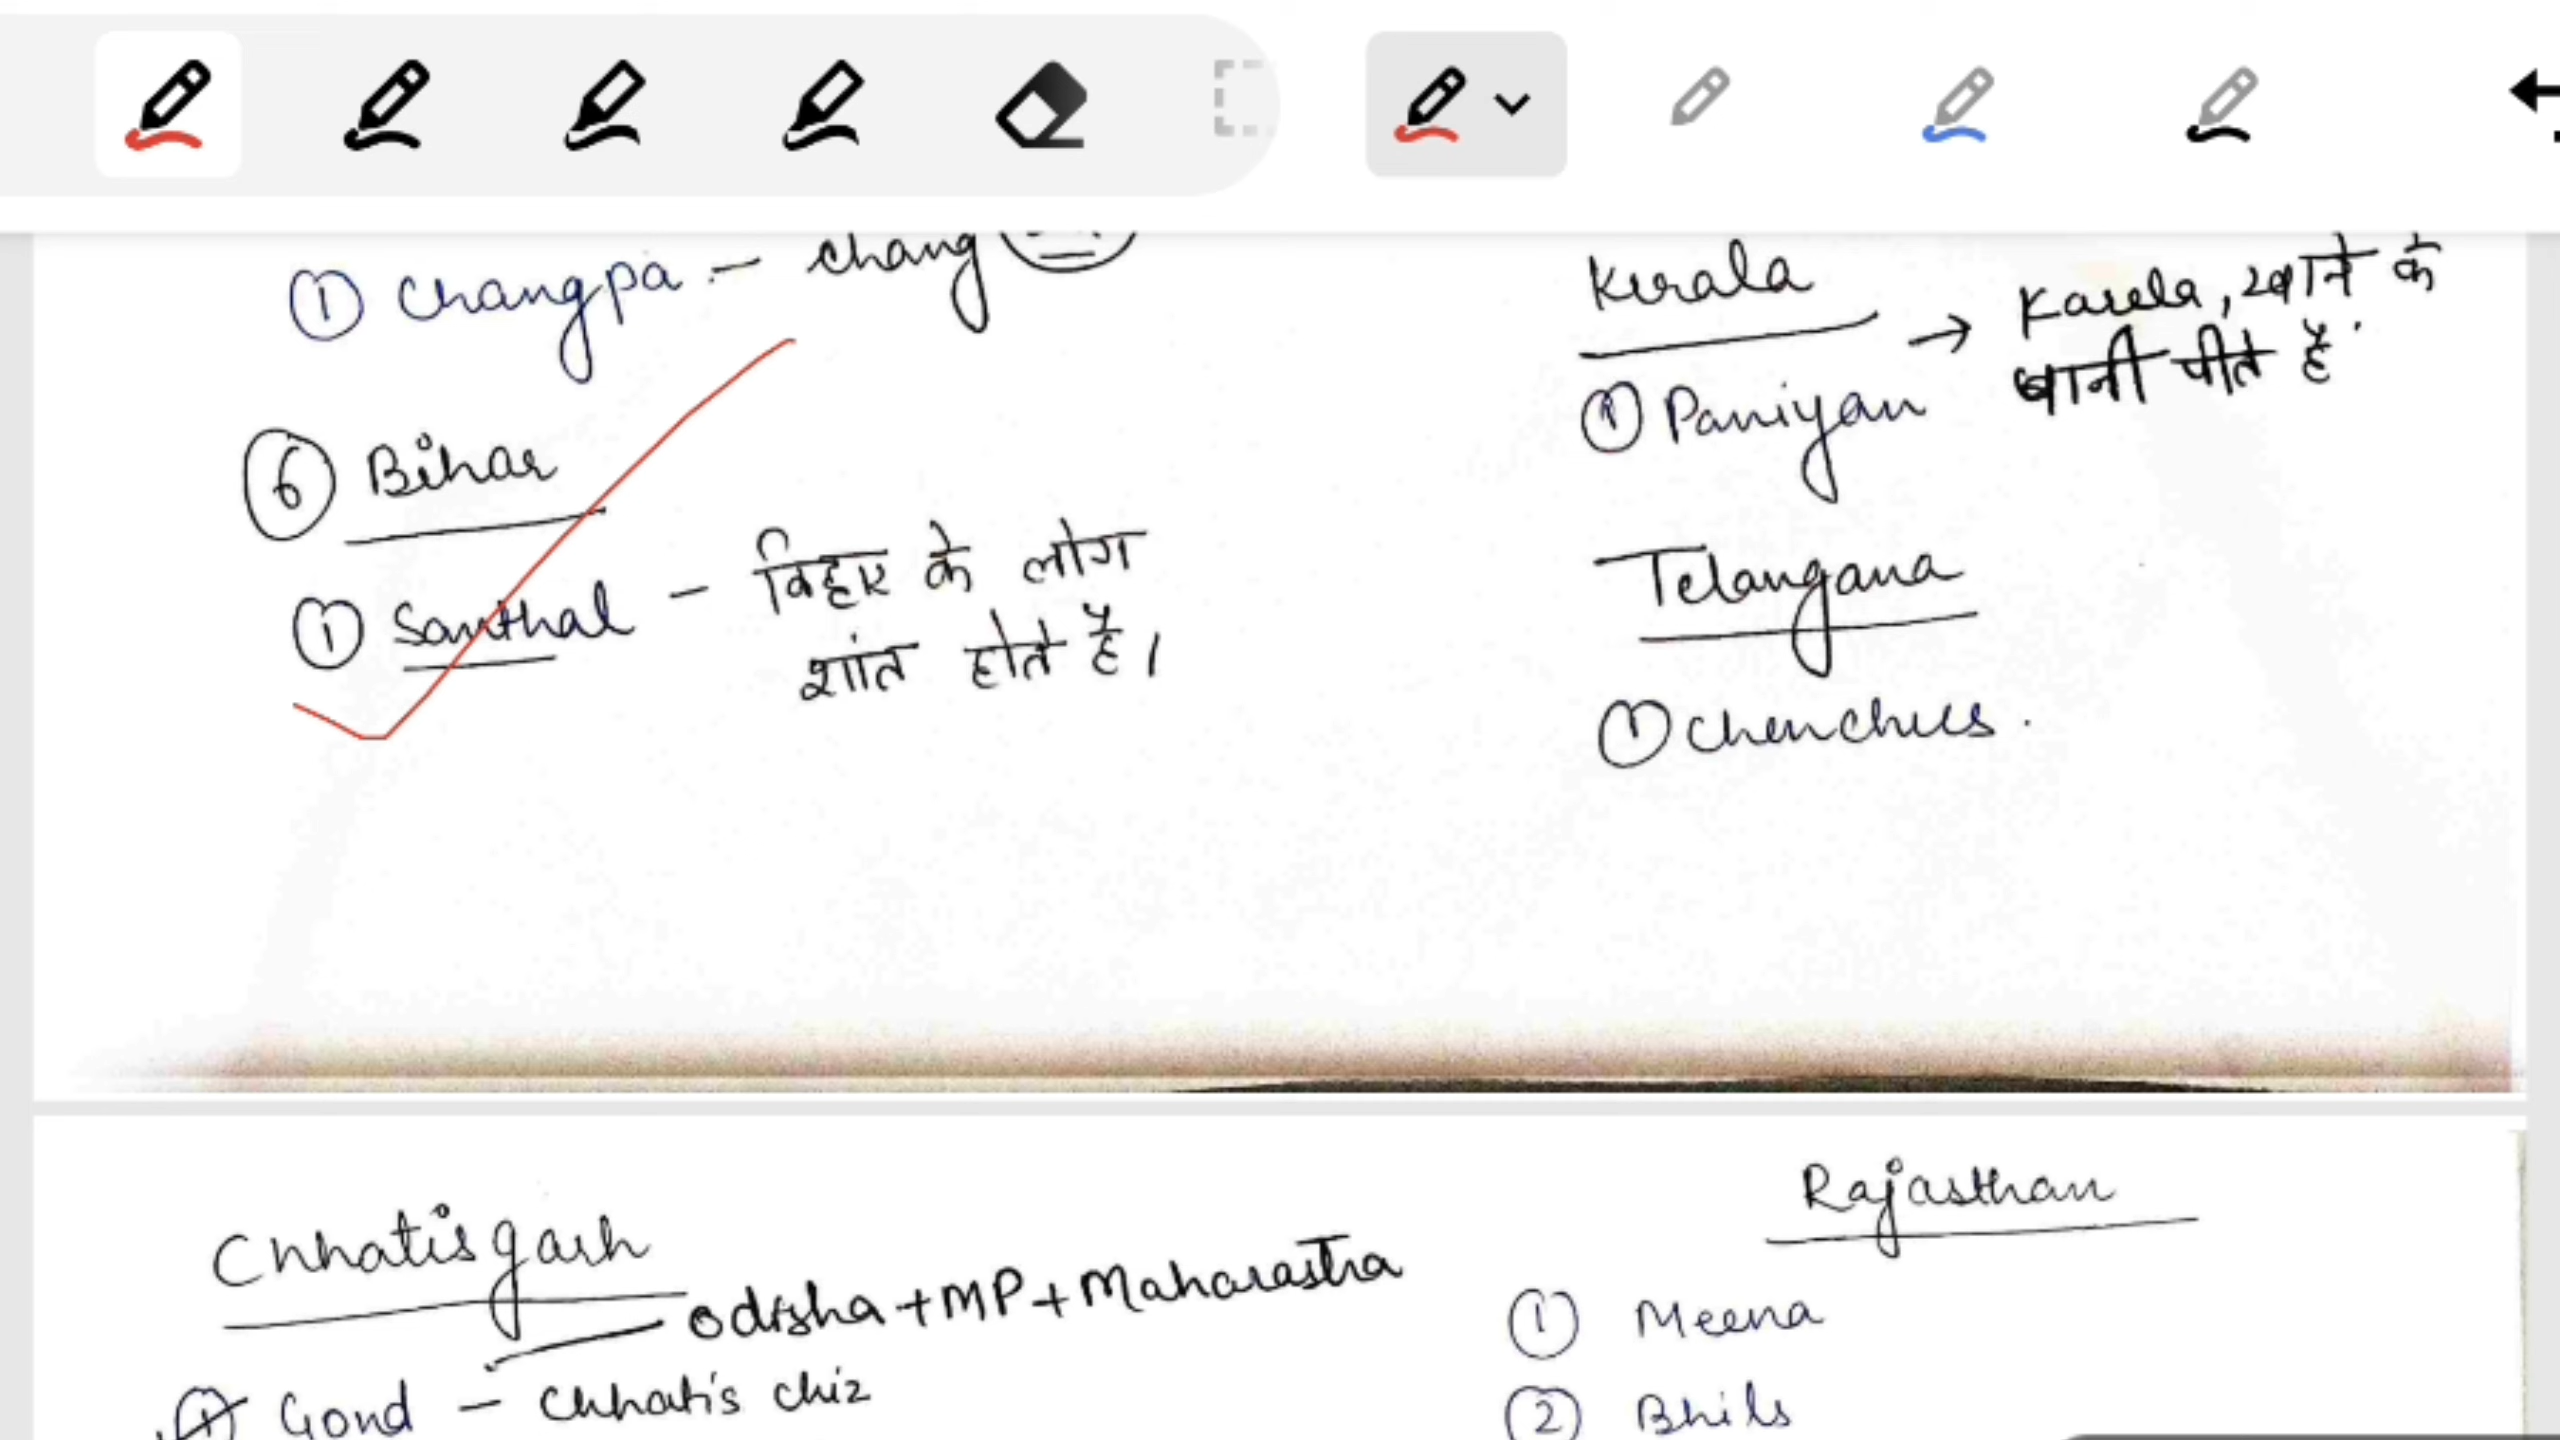 ① Changpa - chang
⑥ Bihar
① Santhal - बिहार के लोग
शांत होते है।
Kerala
① Paniyan → Karela, खाने के
पानी पीते है.
Telangana
① Chenchus.
Chhatisgarh
Odisha + MP + Maharastra
① Gond - Chhatis chiz
Rajasthan
① Meena
② Bhils